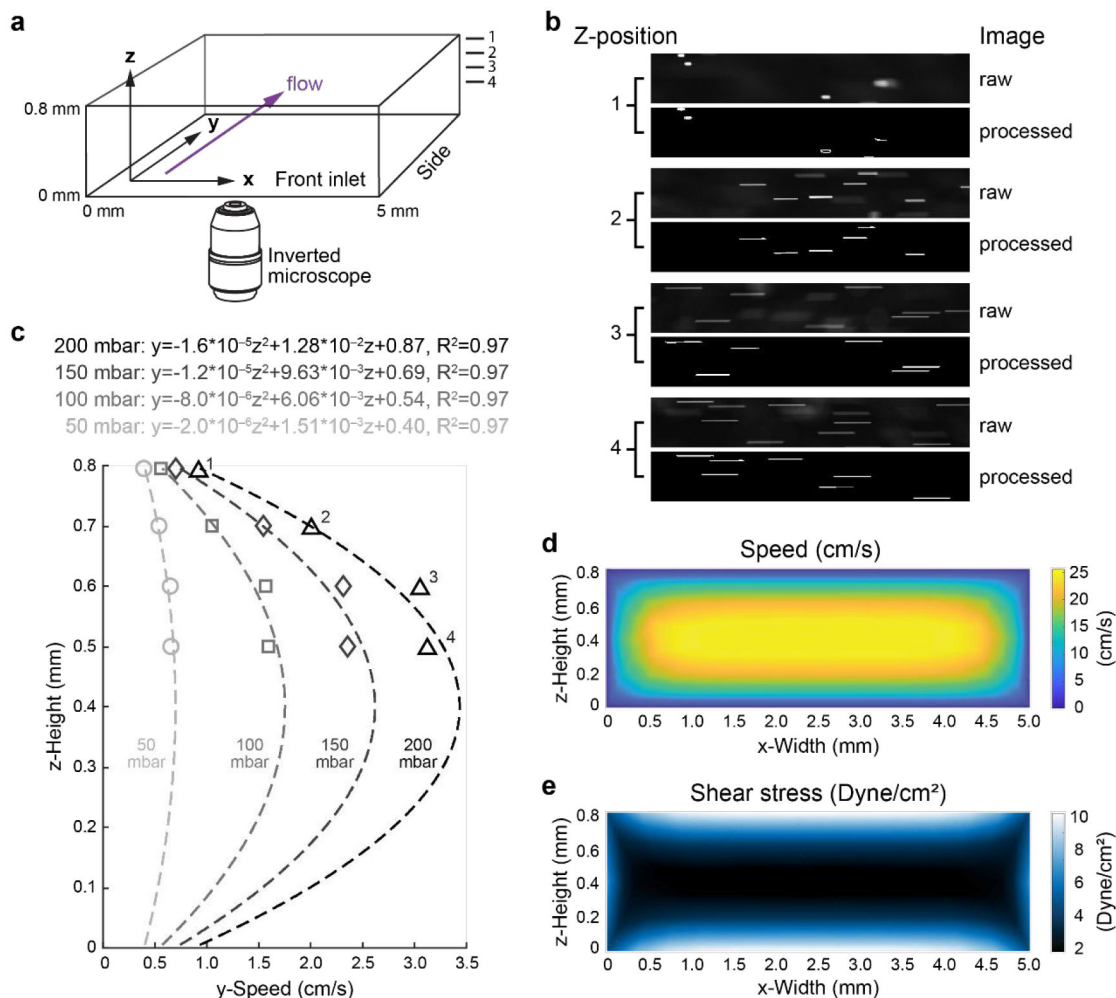 a
z
1
2
3
4
flow
0.8 mm
y
Side
x
Front inlet
0 mm
0 mm
5 mm
Inverted
microscope
b
Z-position
Image
raw
1
processed
raw
2
processed
raw
3
processed
raw
4
processed
c
200 mbar: y=-1.6*10⁻⁵z²+1.28*10⁻²z+0.87, R²=0.97
150 mbar: y=-1.2*10⁻⁵z²+9.63*10⁻³z+0.69, R²=0.97
100 mbar: y=-8.0*10⁻⁶z²+6.06*10⁻³z+0.54, R²=0.97
50 mbar: y=-2.0*10⁻⁶z²+1.51*10⁻³z+0.40, R²=0.97
0.8
0.7
0.6
0.5
0.4
0.3
0.2
0.1
0
z-Height (mm)
1
2
3
4
50
mbar
100
mbar
150
mbar
200
mbar
0 0.5 1.0 1.5 2.0 2.5 3.0 3.5
y-Speed (cm/s)
d
Speed (cm/s)
0.8
0.6
0.4
0.2
0
z-Height (mm)
0 0.5 1.0 1.5 2.0 2.5 3.0 3.5 4.0 4.5 5.0
x-Width (mm)
25
20
15
10
5
0
(cm/s)
e
Shear stress (Dyne/cm²)
0.8
0.6
0.4
0.2
0
z-Height (mm)
0 0.5 1.0 1.5 2.0 2.5 3.0 3.5 4.0 4.5 5.0
x-Width (mm)
10
8
6
4
2
(Dyne/cm²)